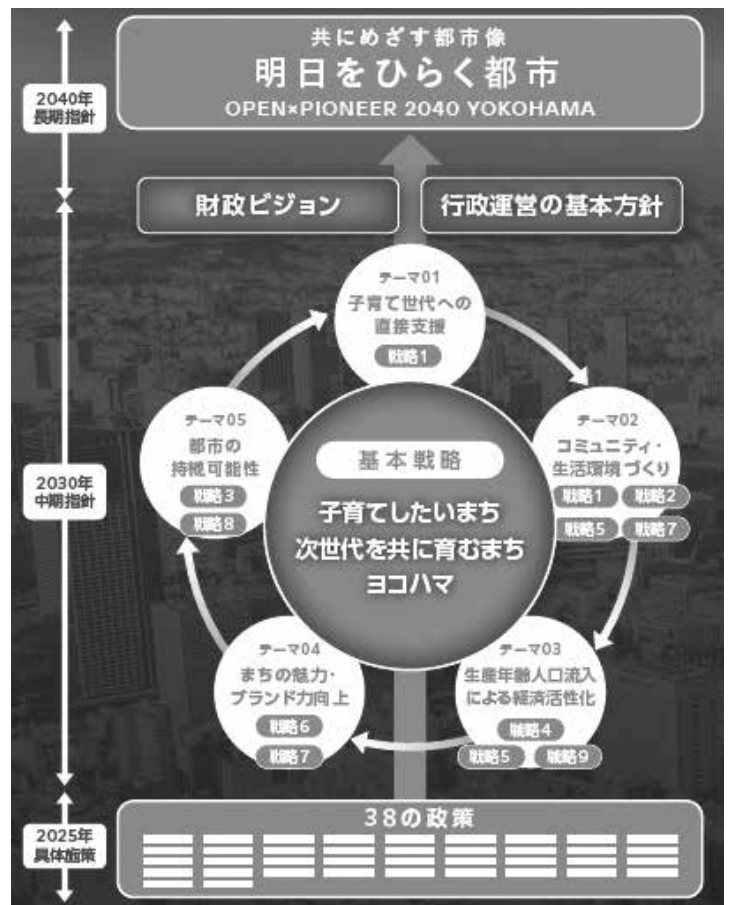 共にめざす都市像
明日をひらく都市
OPEN×PIONEER 2040 YOKOHAMA
2040年
長期指針
財政ビジョン
行政運営の基本方針
テーマ01
子育て世代への
直接支援
戦略1
テーマ05
都市の
持続可能性
戦略3
戦略8
テーマ02
コミュニティ・
生活環境づくり
戦略1 戦略2
戦略5 戦略7
2030年
中期指針
基本戦略
子育てしたいまち
次世代を共に育むまち
ヨコハマ
テーマ04
まちの魅力・
ブランド力向上
戦略6
戦略7
テーマ03
生産年齢人口流入
による経済活性化
戦略4
戦略5 戦略9
2025年
具体施策
38の政策